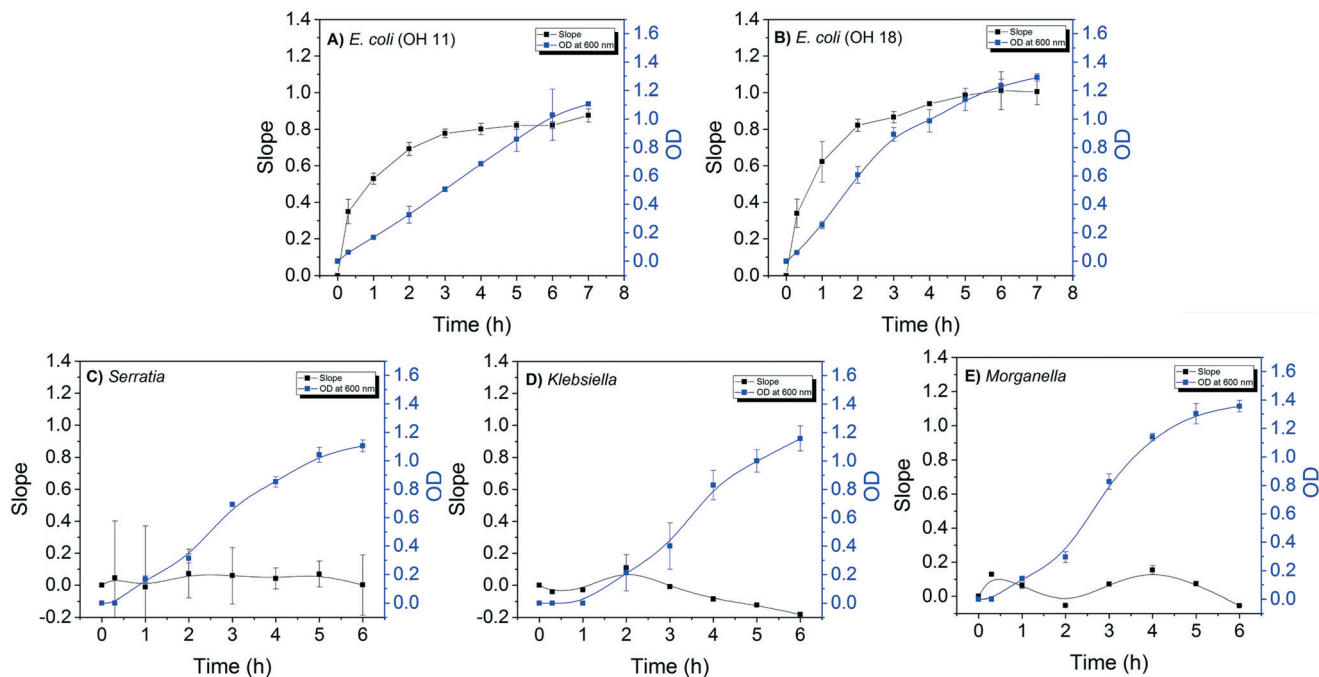 A) E. coli (OH 11)
Slope
OD at 600 nm
1.4
1.2
1.0
0.8
0.6
0.4
0.2
0.0
Slope
1.6
1.4
1.2
1.0
0.8
0.6
0.4
0.2
0.0
OD
0 1 2 3 4 5 6 7 8
Time (h)
B) E. coli (OH 18)
Slope
OD at 600 nm
1.4
1.2
1.0
0.8
0.6
0.4
0.2
0.0
Slope
1.6
1.4
1.2
1.0
0.8
0.6
0.4
0.2
0.0
OD
0 1 2 3 4 5 6 7 8
Time (h)
C) Serratia
Slope
OD at 600 nm
1.4
1.2
1.0
0.8
0.6
0.4
0.2
0.0
-0.2
Slope
1.6
1.4
1.2
1.0
0.8
0.6
0.4
0.2
0.0
OD
0 1 2 3 4 5 6
Time (h)
D) Klebsiella
Slope
OD at 600 nm
1.4
1.2
1.0
0.8
0.6
0.4
0.2
0.0
-0.2
Slope
1.6
1.4
1.2
1.0
0.8
0.6
0.4
0.2
0.0
OD
0 1 2 3 4 5 6
Time (h)
E) Morganella
Slope
OD at 600 nm
1.4
1.2
1.0
0.8
0.6
0.4
0.2
0.0
Slope
1.6
1.4
1.2
1.0
0.8
0.6
0.4
0.2
0.0
OD
0 1 2 3 4 5 6
Time (h)